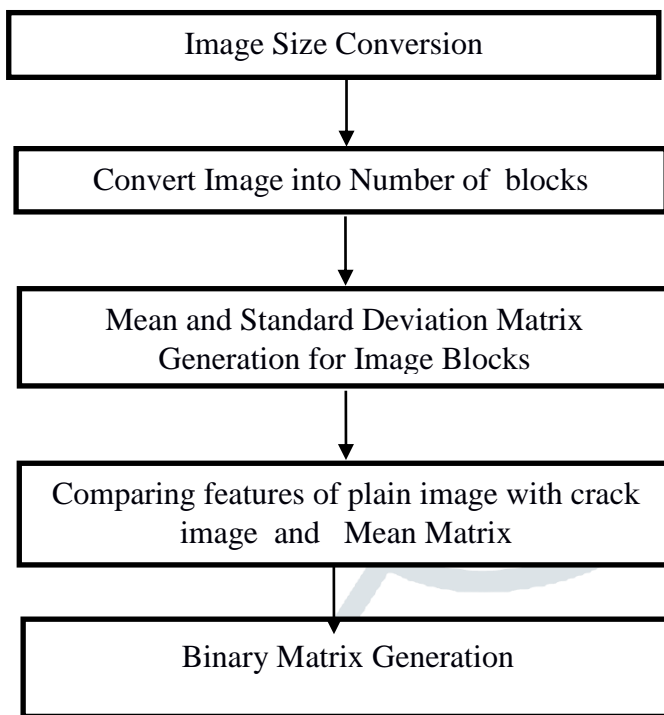 Image Size Conversion
Convert Image into Number of blocks
Mean and Standard Deviation Matrix
Generation for Image Blocks
Comparing features of plain image with crack
image and Mean Matrix
Binary Matrix Generation